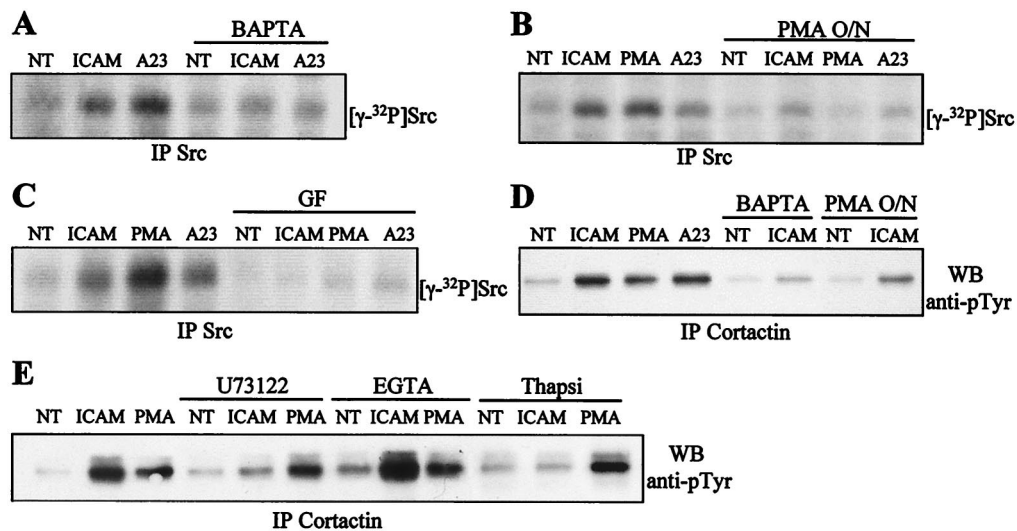 A
BAPTA
NT ICAM A23 NT ICAM A23
[γ-³²P]Src
IP Src
B
PMA O/N
NT ICAM PMA A23 NT ICAM PMA A23
[γ-³²P]Src
IP Src
C
GF
NT ICAM PMA A23 NT ICAM PMA A23
[γ-³²P]Src
IP Src
D
BAPTA PMA O/N
NT ICAM PMA A23 NT ICAM NT ICAM
WB
anti-pTyr
IP Cortactin
E
U73122 EGTA Thapsi
NT ICAM PMA NT ICAM PMA NT ICAM PMA NT ICAM PMA
WB
anti-pTyr
IP Cortactin